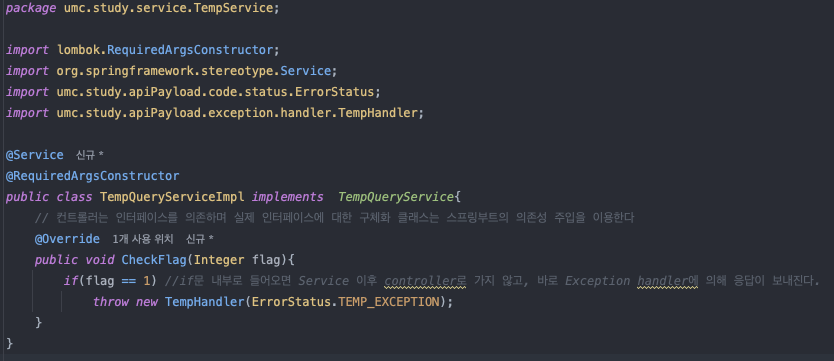 package umc.study.service.TempService;
import lombok.RequiredArgsConstructor;
import org.springframework.stereotype.Service;
import umc.study.apiPayload.code.status.ErrorStatus;
import umc.study.apiPayload.exception.handler.TempHandler;
@Service 신규 *
@RequiredArgsConstructor
public class TempQueryServiceImpl implements  TempQueryService{
// 컨트롤러는 인터페이스를 의존하며 실제 인터페이스에 대한 구체화 클래스는 스프링부트의 의존성 주입을 이용한다
@Override 1개 사용 위치 신규 *
public void CheckFlag(Integer flag){
if(flag == 1) //if문 내부로 들어오면 Service 이후 controller로 가지 않고, 바로 Exception handler에 의해 응답이 보내진다.
throw new TempHandler(ErrorStatus.TEMP_EXCEPTION);
}
}